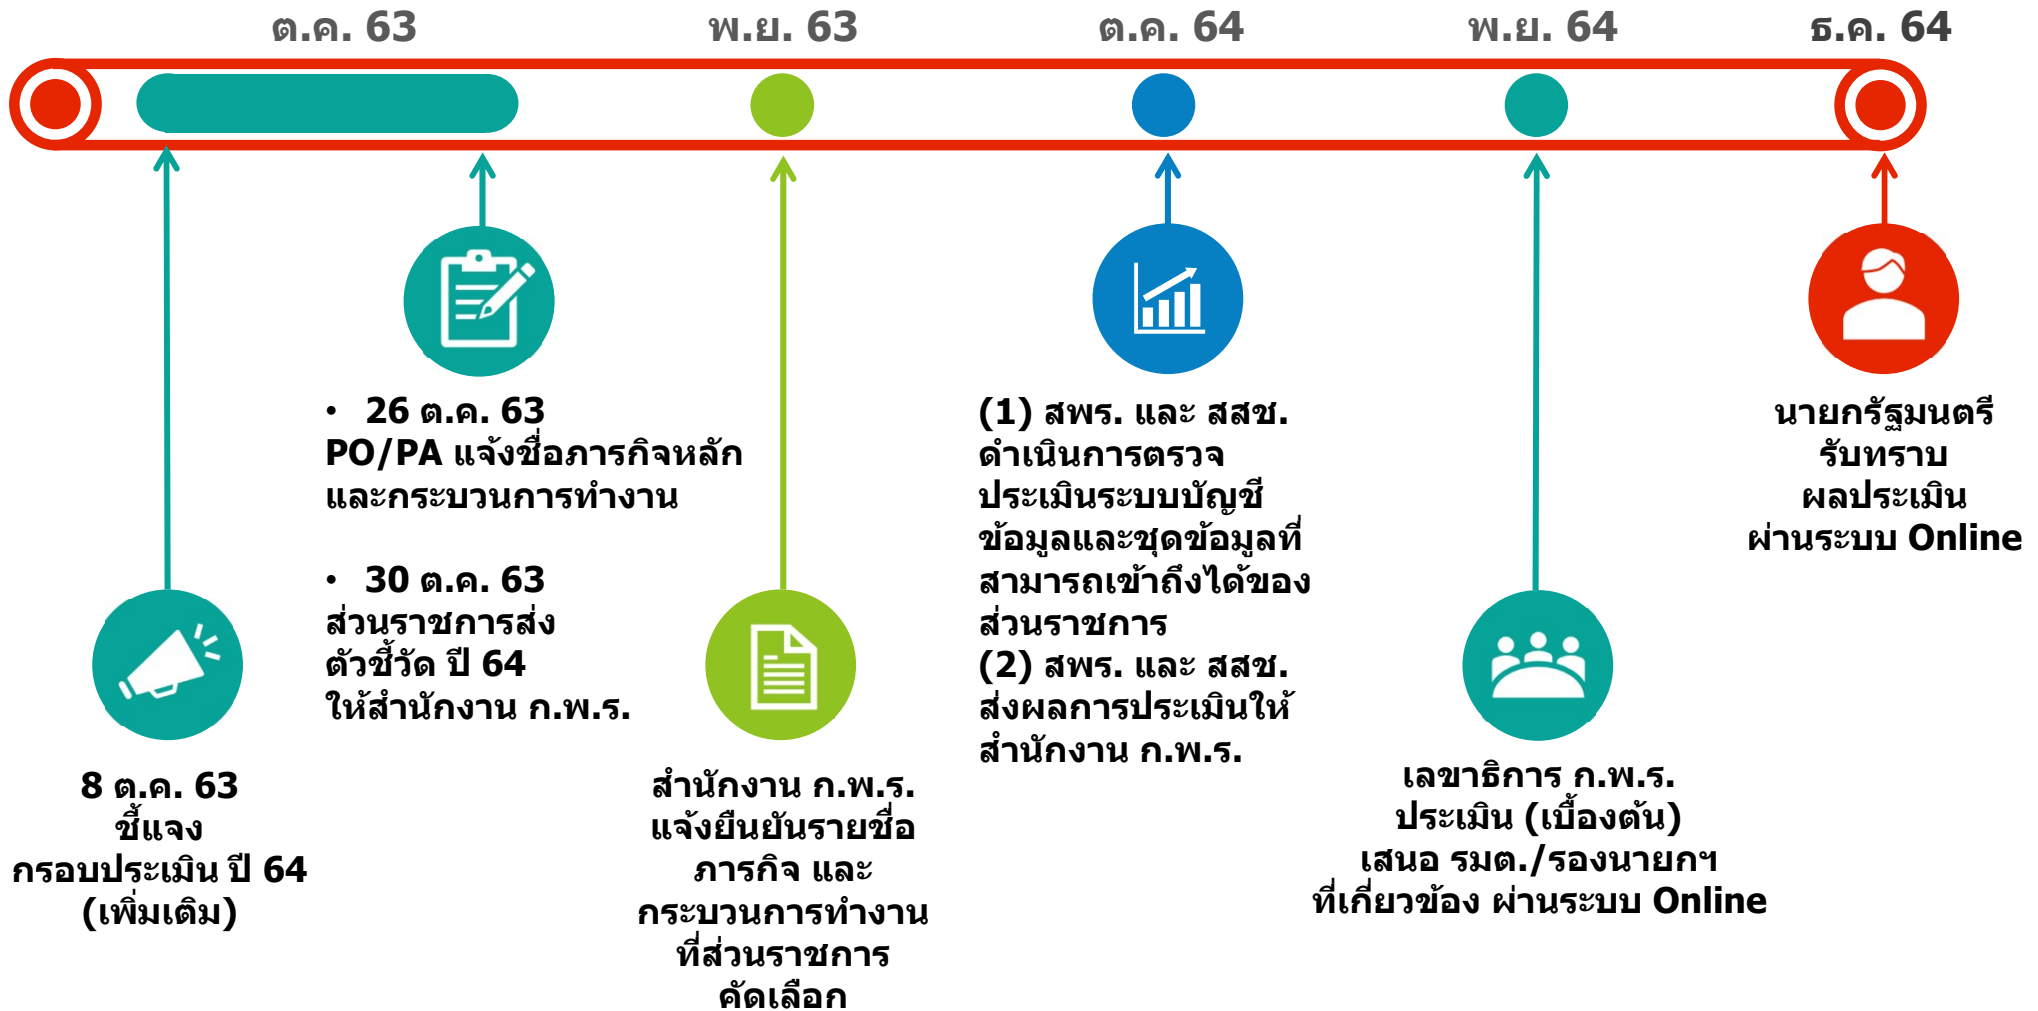 ต.ค. 63
พ.ย. 63
ต.ค. 64
พ.ย. 64
ธ.ค. 64
8 ต.ค. 63
ชี้แจง
กรอบประเมิน ปี 64
(เพิ่มเติม)
• 26 ต.ค. 63
PO/PA แจ้งชื่อภารกิจหลัก
และกระบวนการทำงาน
• 30 ต.ค. 63
ส่วนราชการส่ง
ตัวชี้วัด ปี 64
ให้สำนักงาน ก.พ.ร.
สำนักงาน ก.พ.ร.
แจ้งยืนยันรายชื่อ
ภารกิจ และ
กระบวนการทำงาน
ที่ส่วนราชการ
คัดเลือก
(1) สพร. และ สสช.
ดำเนินการตรวจ
ประเมินระบบบัญชี
ข้อมูลและชุดข้อมูลที่
สามารถเข้าถึงได้ของ
ส่วนราชการ
(2) สพร. และ สสช.
ส่งผลการประเมินให้
สำนักงาน ก.พ.ร.
เลขาธิการ ก.พ.ร.
ประเมิน (เบื้องต้น)
เสนอ รมต./รองนายกฯ
ที่เกี่ยวข้อง ผ่านระบบ Online
นายกรัฐมนตรี
รับทราบ
ผลประเมิน
ผ่านระบบ Online